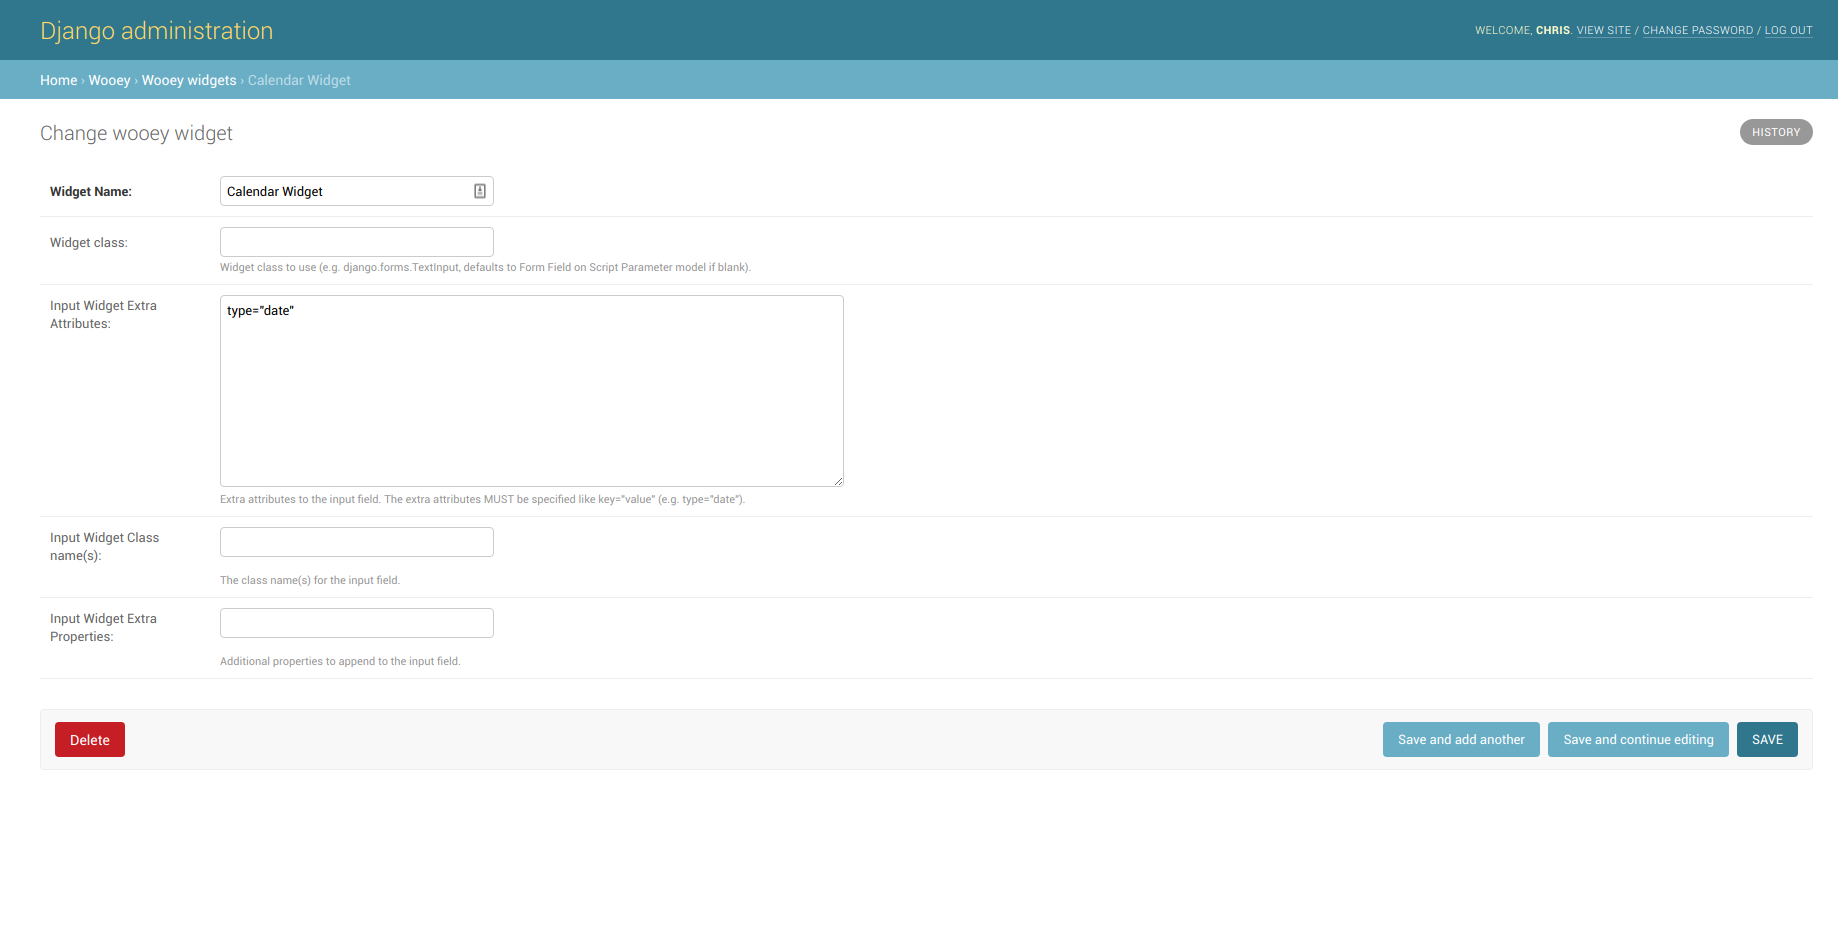 Django administration
WELCOME, CHRIS. VIEW SITE / CHANGE PASSWORD / LOG OUT
Home › Wooey › Wooey widgets › Calendar Widget
Change wooey widget
HISTORY
Widget Name:
Calendar Widget
Widget class:
Widget class to use (e.g. django.forms.TextInput, defaults to Form Field on Script Parameter model if blank).
Input Widget Extra
Attributes:
type="date"
Extra attributes to the input field. The extra attributes MUST be specified like key="value" (e.g. type="date").
Input Widget Class
name(s):
The class name(s) for the input field.
Input Widget Extra
Properties:
Additional properties to append to the input field.
Delete
Save and add another
Save and continue editing
SAVE